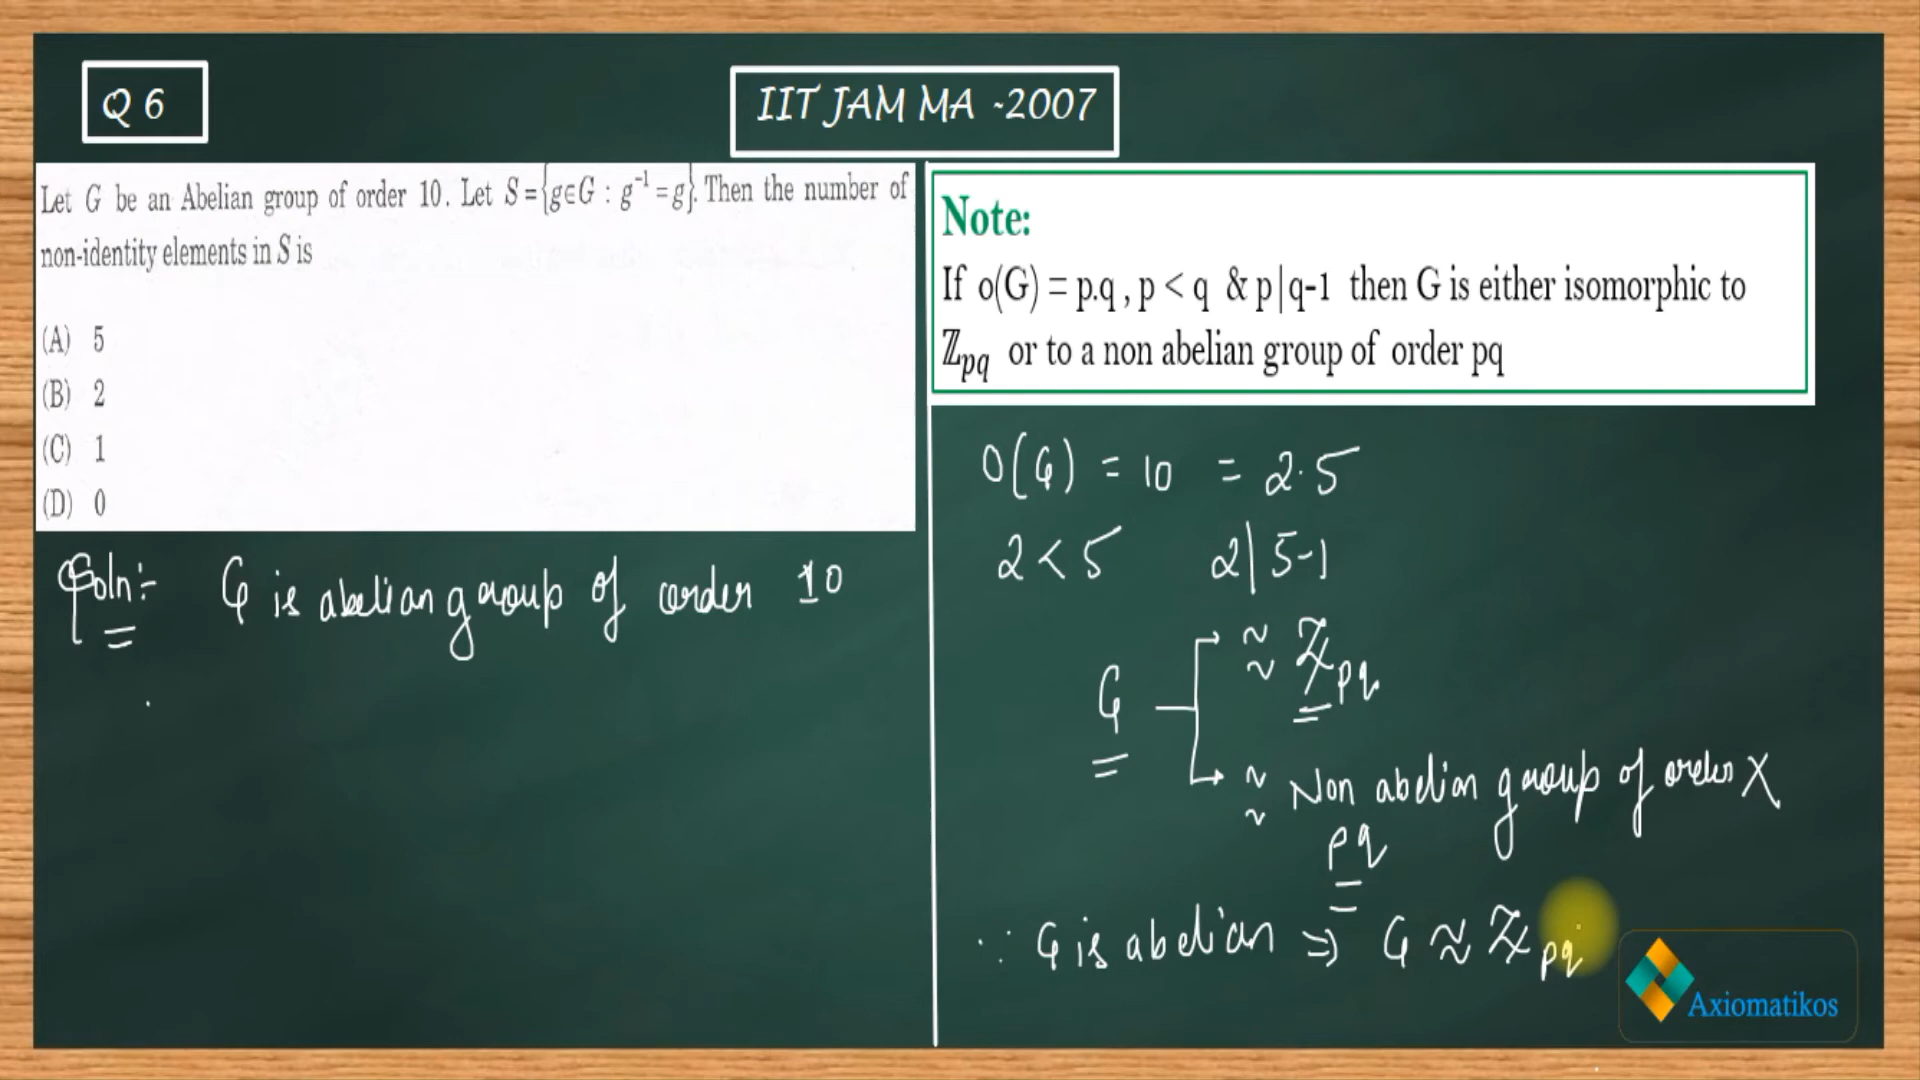 Q 6
IIT JAM MA -2007
Let G be an Abelian group of order 10. Let S={g∈G : g⁻¹=g}. Then the number of
non-identity elements in S is
(A) 5
(B) 2
(C) 1
(D) 0
Soln:-
G is abelian group of order 10
Note:
If o(G) = p.q , p < q & p|q-1 then G is either isomorphic to
ℤpq or to a non abelian group of order pq
O(G) = 10 = 2.5
2 < 5 2|5-1
G
≈ ℤpq
≈ Non abelian group of order X
pq
∵ G is abelian ⇒ G ≈ ℤpq
Axiomatikos